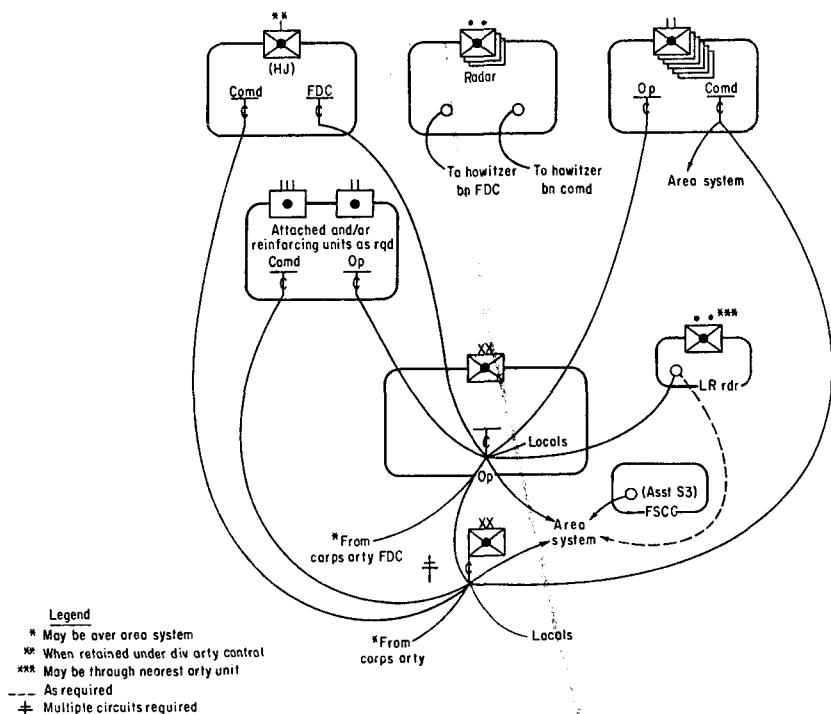 **
(HJ)
Comd FDC
C C
Radar
To howitzer
bn FDC
To howitzer
bn comd
Op Comd
C C
Area system
Attached and/or
reinforcing units as rqd
Comd Op
C C
***
LR rdr
XX
C
Locals
Op
(Asst S3)
FSCC
Area
system
*From
corps arty FDC
XX
C
Locals
*From
corps arty
Legend
* May be over area system
** When retained under div arty control
*** May be through nearest arty unit
--- As required
Multiple circuits required